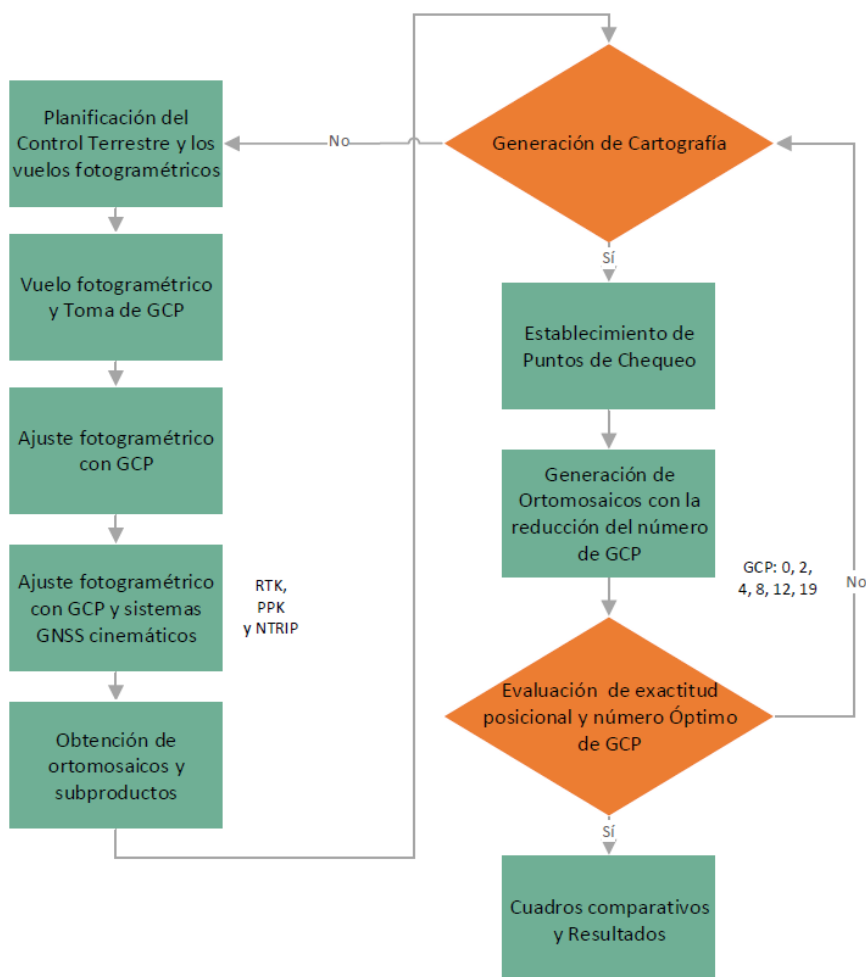 Planificación del
Control Terrestre y los
vuelos fotogramétricos
Vuelo fotogramétrico
y Toma de GCP
Ajuste fotogramétrico
con GCP
Ajuste fotogramétrico
con GCP y sistemas
GNSS cinemáticos
RTK,
PPK
y NTRIP
Obtención de
ortomosaicos y
subproductos
Generación de Cartografía
No
Sí
Establecimiento de
Puntos de Chequeo
Generación de
Ortomosaicos con la
reducción del número
de GCP
GCP: 0, 2,
4, 8, 12, 19
No
Evaluación de exactitud
posicional y número Óptimo
de GCP
Sí
Cuadros comparativos
y Resultados